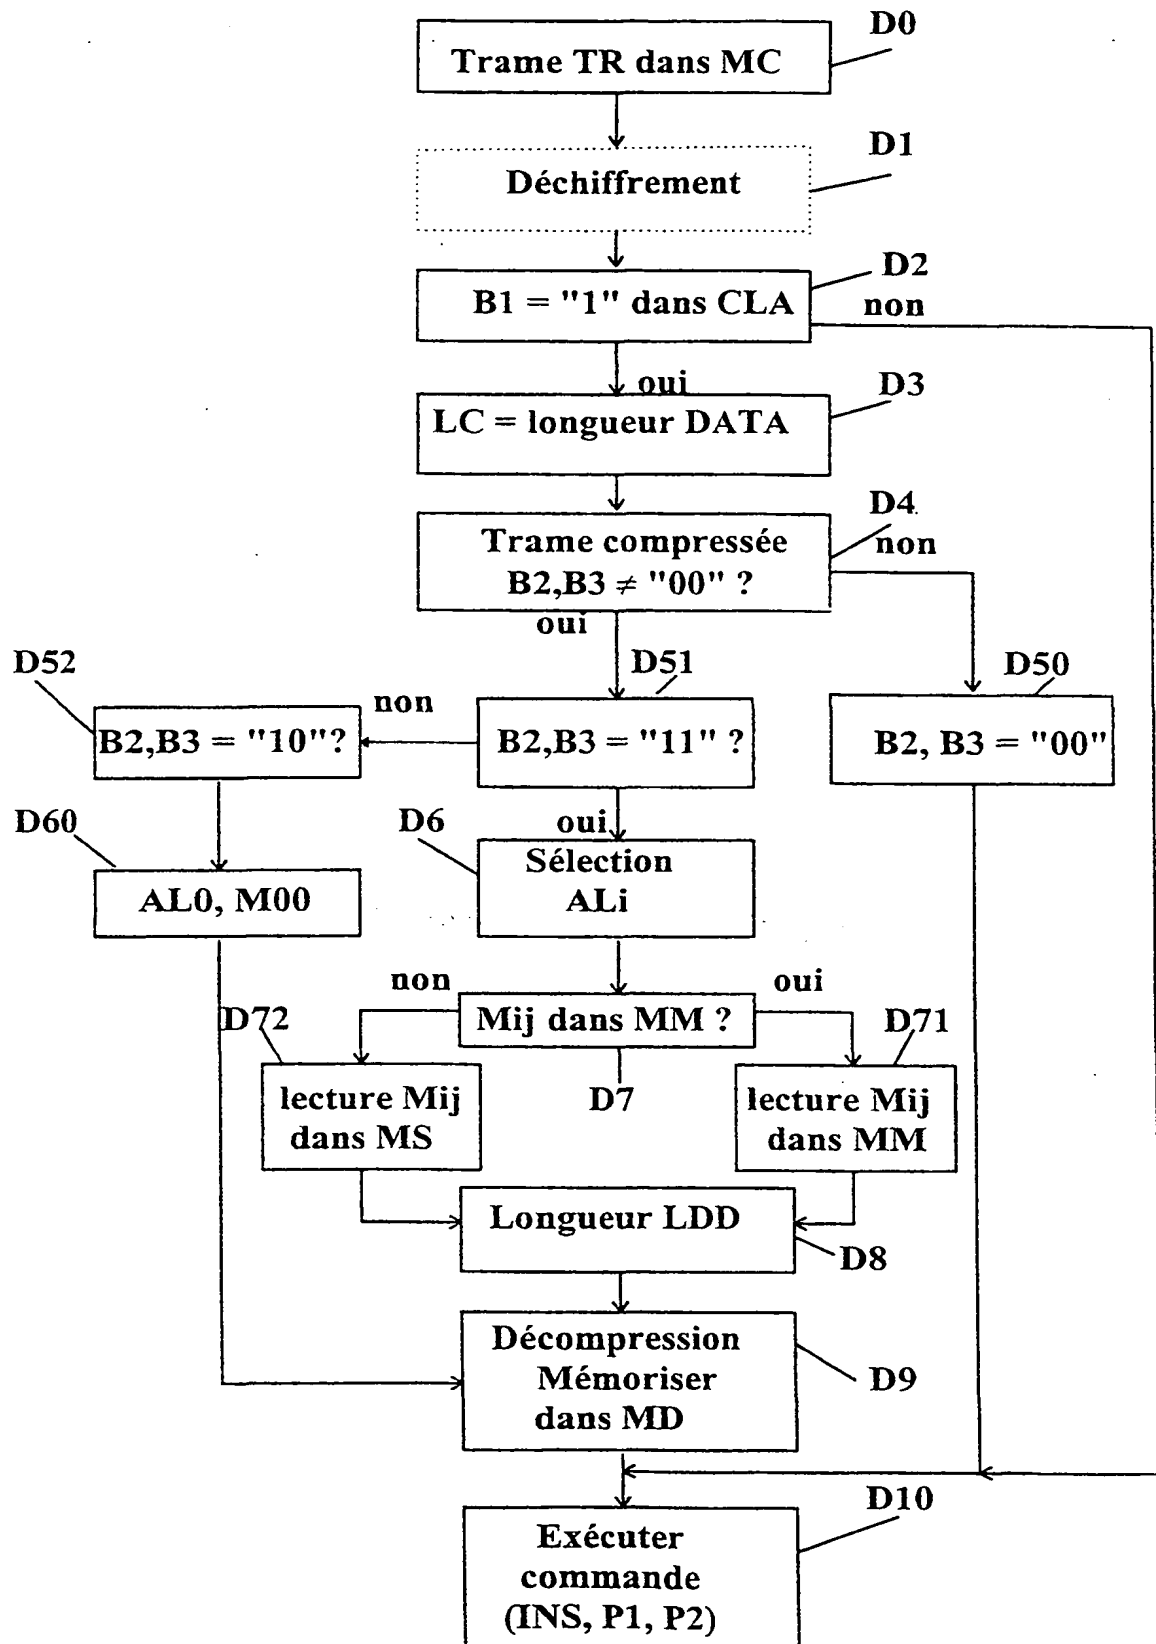 D0
Trame TR dans MC
D1
Déchiffrement
D2
B1 = "1" dans CLA
non
oui
D3
LC = longueur DATA
D4
Trame compressée
non
B2,B3 ≠ "00" ?
oui
D52
D51
D50
non
B2,B3 = "10"?
B2,B3 = "11" ?
B2, B3 = "00"
D60
D6
oui
Sélection
ALi
AL0, M00
non
oui
D72
Mij dans MM ?
D71
D7
lecture Mij
dans MS
lecture Mij
dans MM
Longueur LDD
D8
Décompression
Mémoriser
dans MD
D9
D10
Exécuter
commande
(INS, P1, P2)